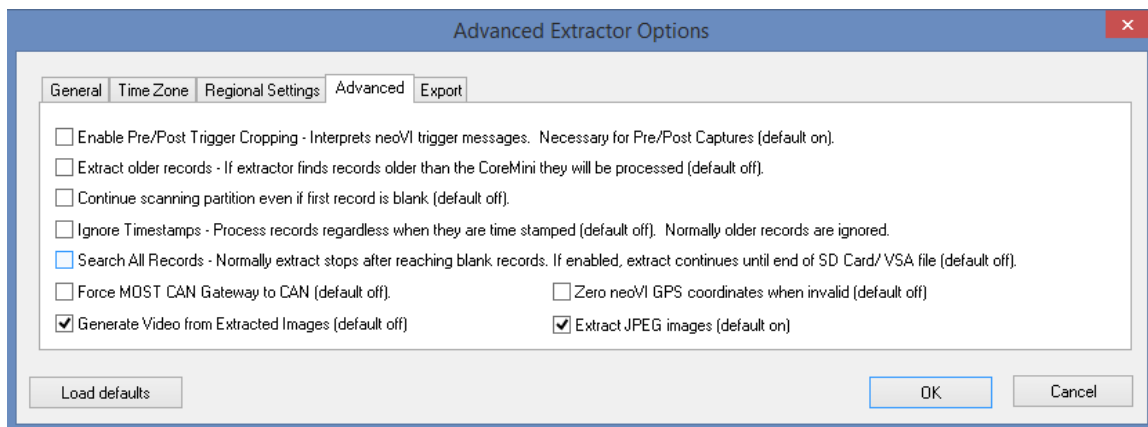 Advanced Extractor Options
General Time Zone Regional Settings Advanced Export
Enable Pre/Post Trigger Cropping - Interprets neoVI trigger messages.  Necessary for Pre/Post Captures (default on).
Extract older records - If extractor finds records older than the CoreMini they will be processed (default off).
Continue scanning partition even if first record is blank (default off).
Ignore Timestamps - Process records regardless when they are time stamped (default off).  Normally older records are ignored.
Search All Records - Normally extract stops after reaching blank records. If enabled, extract continues until end of SD Card/ VSA file (default off).
Force MOST CAN Gateway to CAN (default off). Zero neoVI GPS coordinates when invalid (default off)
Generate Video from Extracted Images (default off) Extract JPEG images (default on)
Load defaults OK Cancel